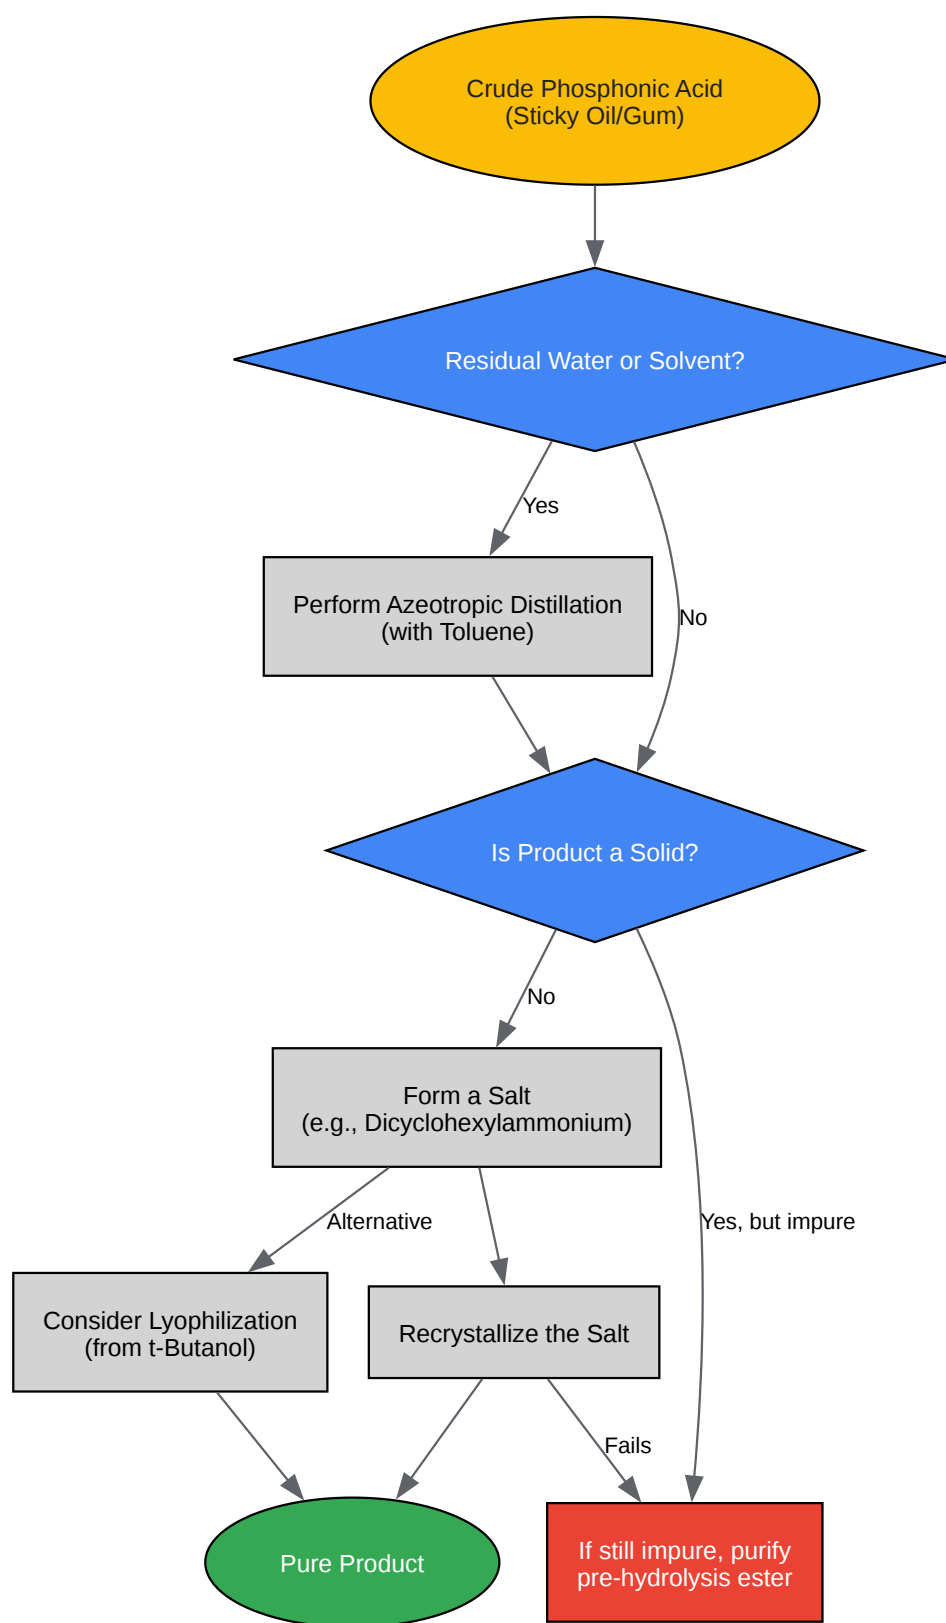 Crude Phosphonic Acid
(Sticky Oil/Gum)
Residual Water or Solvent?
Yes
Perform Azeotropic Distillation
(with Toluene)
No
Is Product a Solid?
No
Form a Salt
(e.g., Dicyclohexylammonium)
Alternative
Yes, but impure
Consider Lyophilization
(from t-Butanol)
Recrystallize the Salt
Fails
Pure Product
If still impure, purify
pre-hydrolysis ester